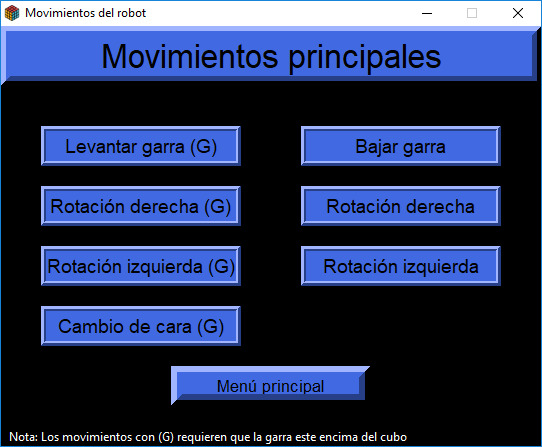 Movimientos del robot
Movimientos principales
Levantar garra (G)
Bajar garra
Rotación derecha (G)
Rotación derecha
Rotación izquierda (G)
Rotación izquierda
Cambio de cara (G)
Menú principal
Nota: Los movimientos con (G) requieren que la garra este encima del cubo